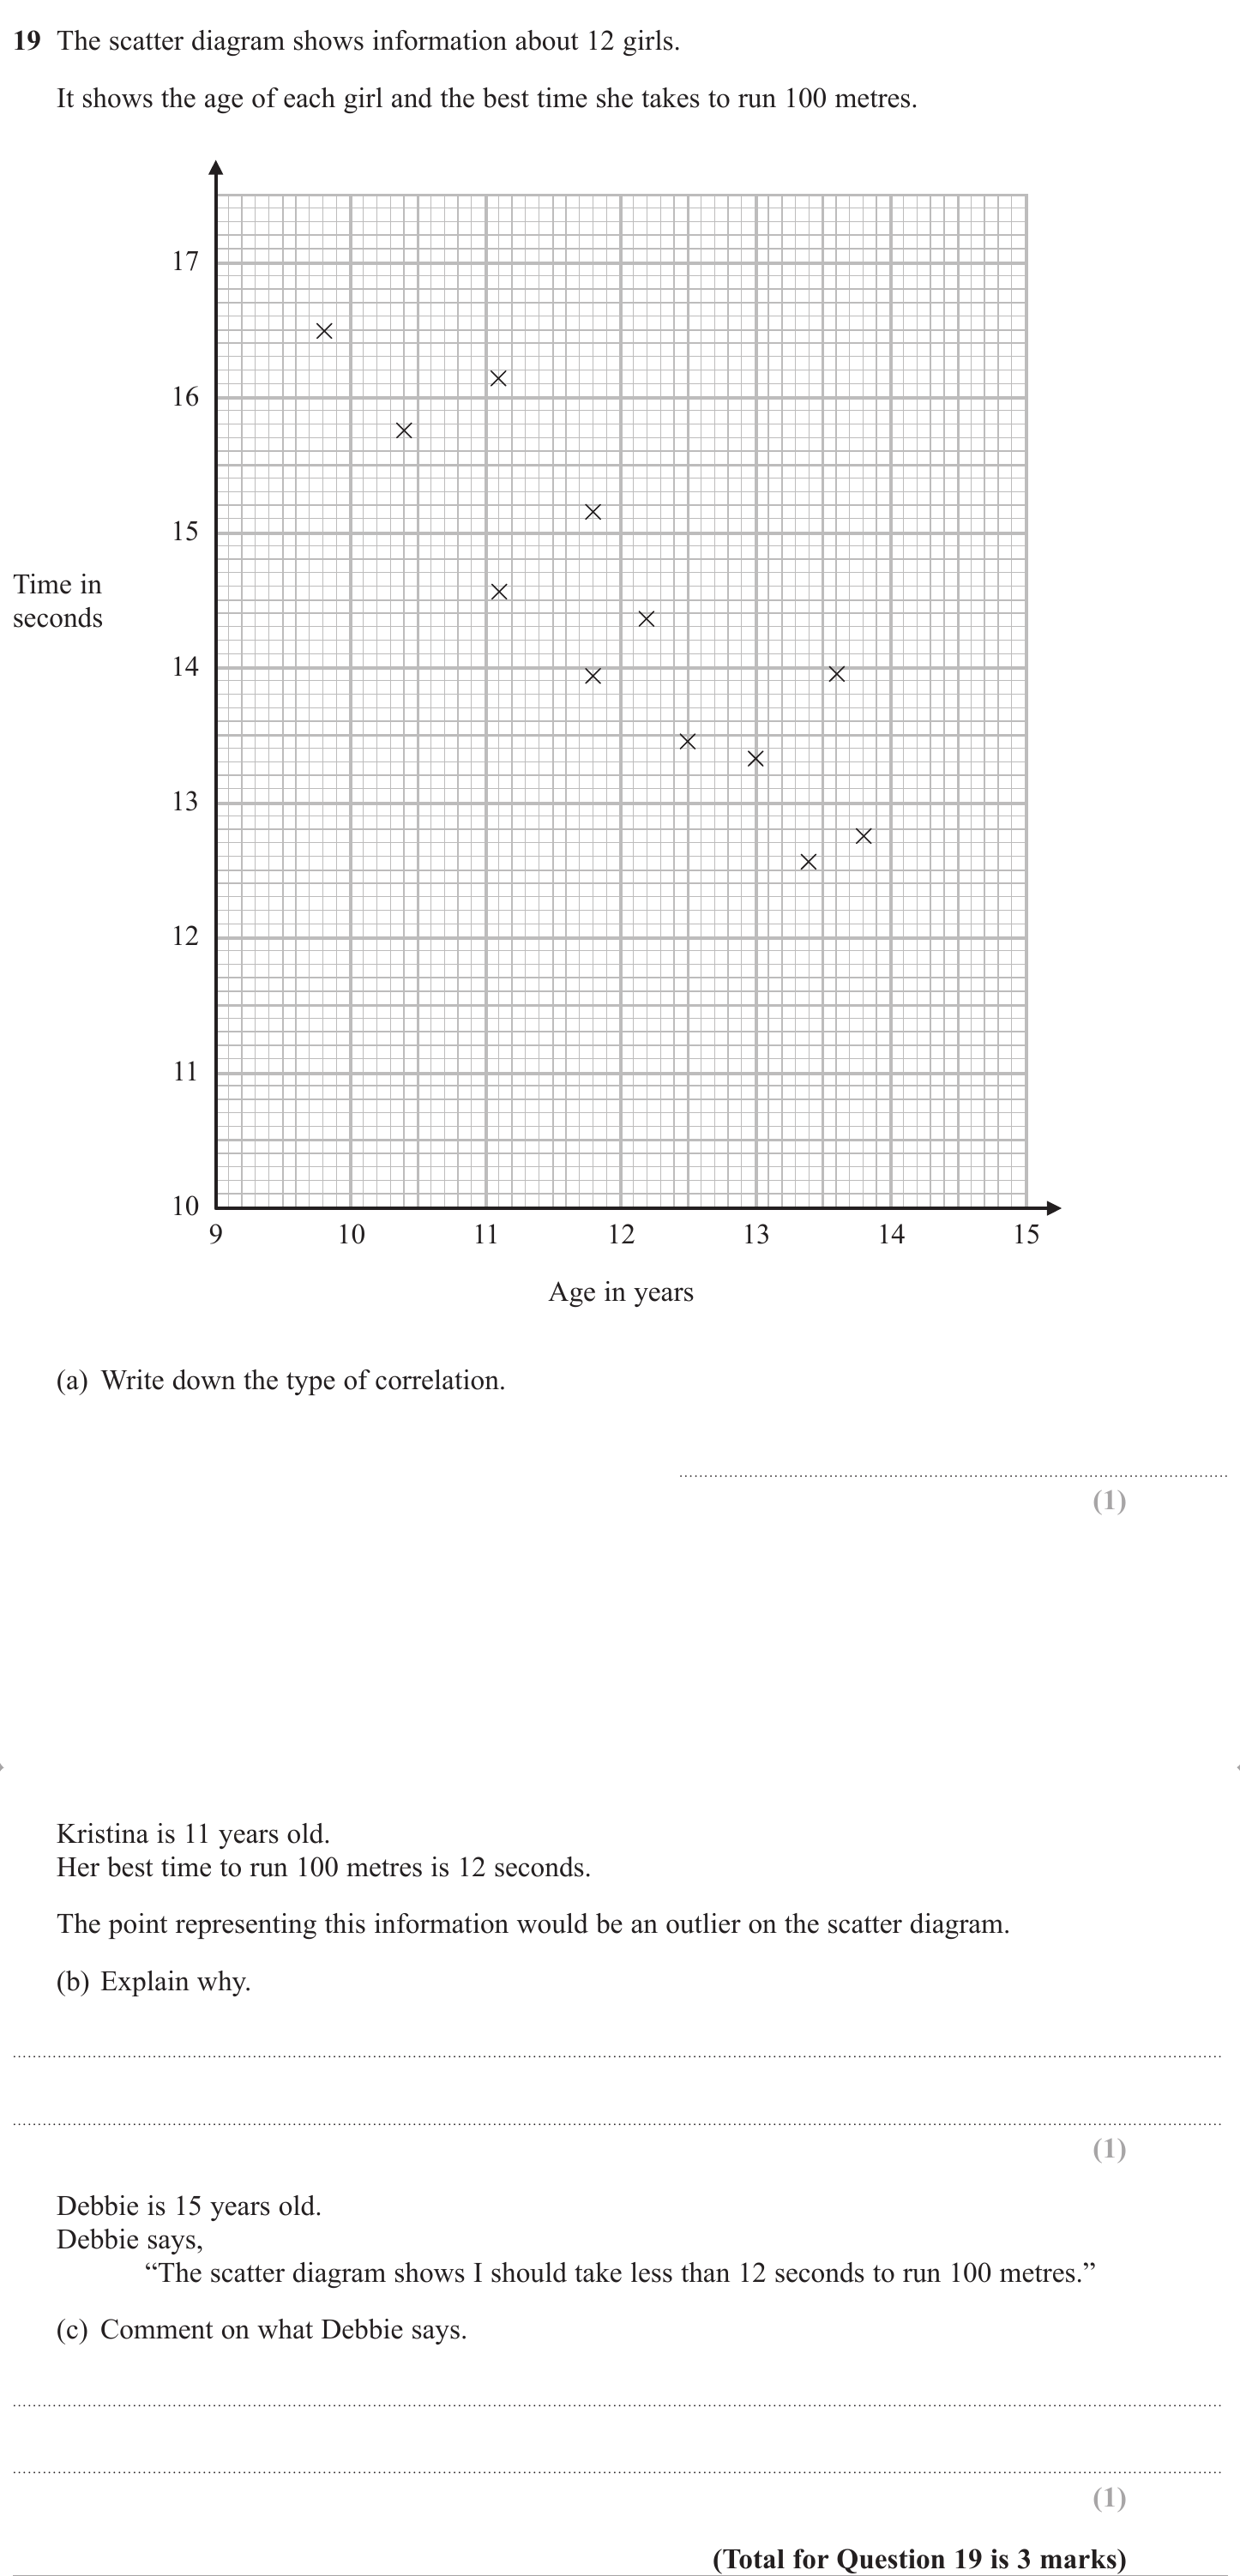 19 The scatter diagram shows information about 12 girls.
It shows the age of each girl and the best time she takes to run 100 metres.
17
16
15
Time in
seconds
14
13
12
11
10
9 10 11 12 13 14 15
Age in years
(a) Write down the type of correlation.
(1)
Kristina is 11 years old.
Her best time to run 100 metres is 12 seconds.
The point representing this information would be an outlier on the scatter diagram.
(b) Explain why.
(1)
Debbie is 15 years old.
Debbie says,
“The scatter diagram shows I should take less than 12 seconds to run 100 metres.”
(c) Comment on what Debbie says.
(1)
(Total for Question 19 is 3 marks)